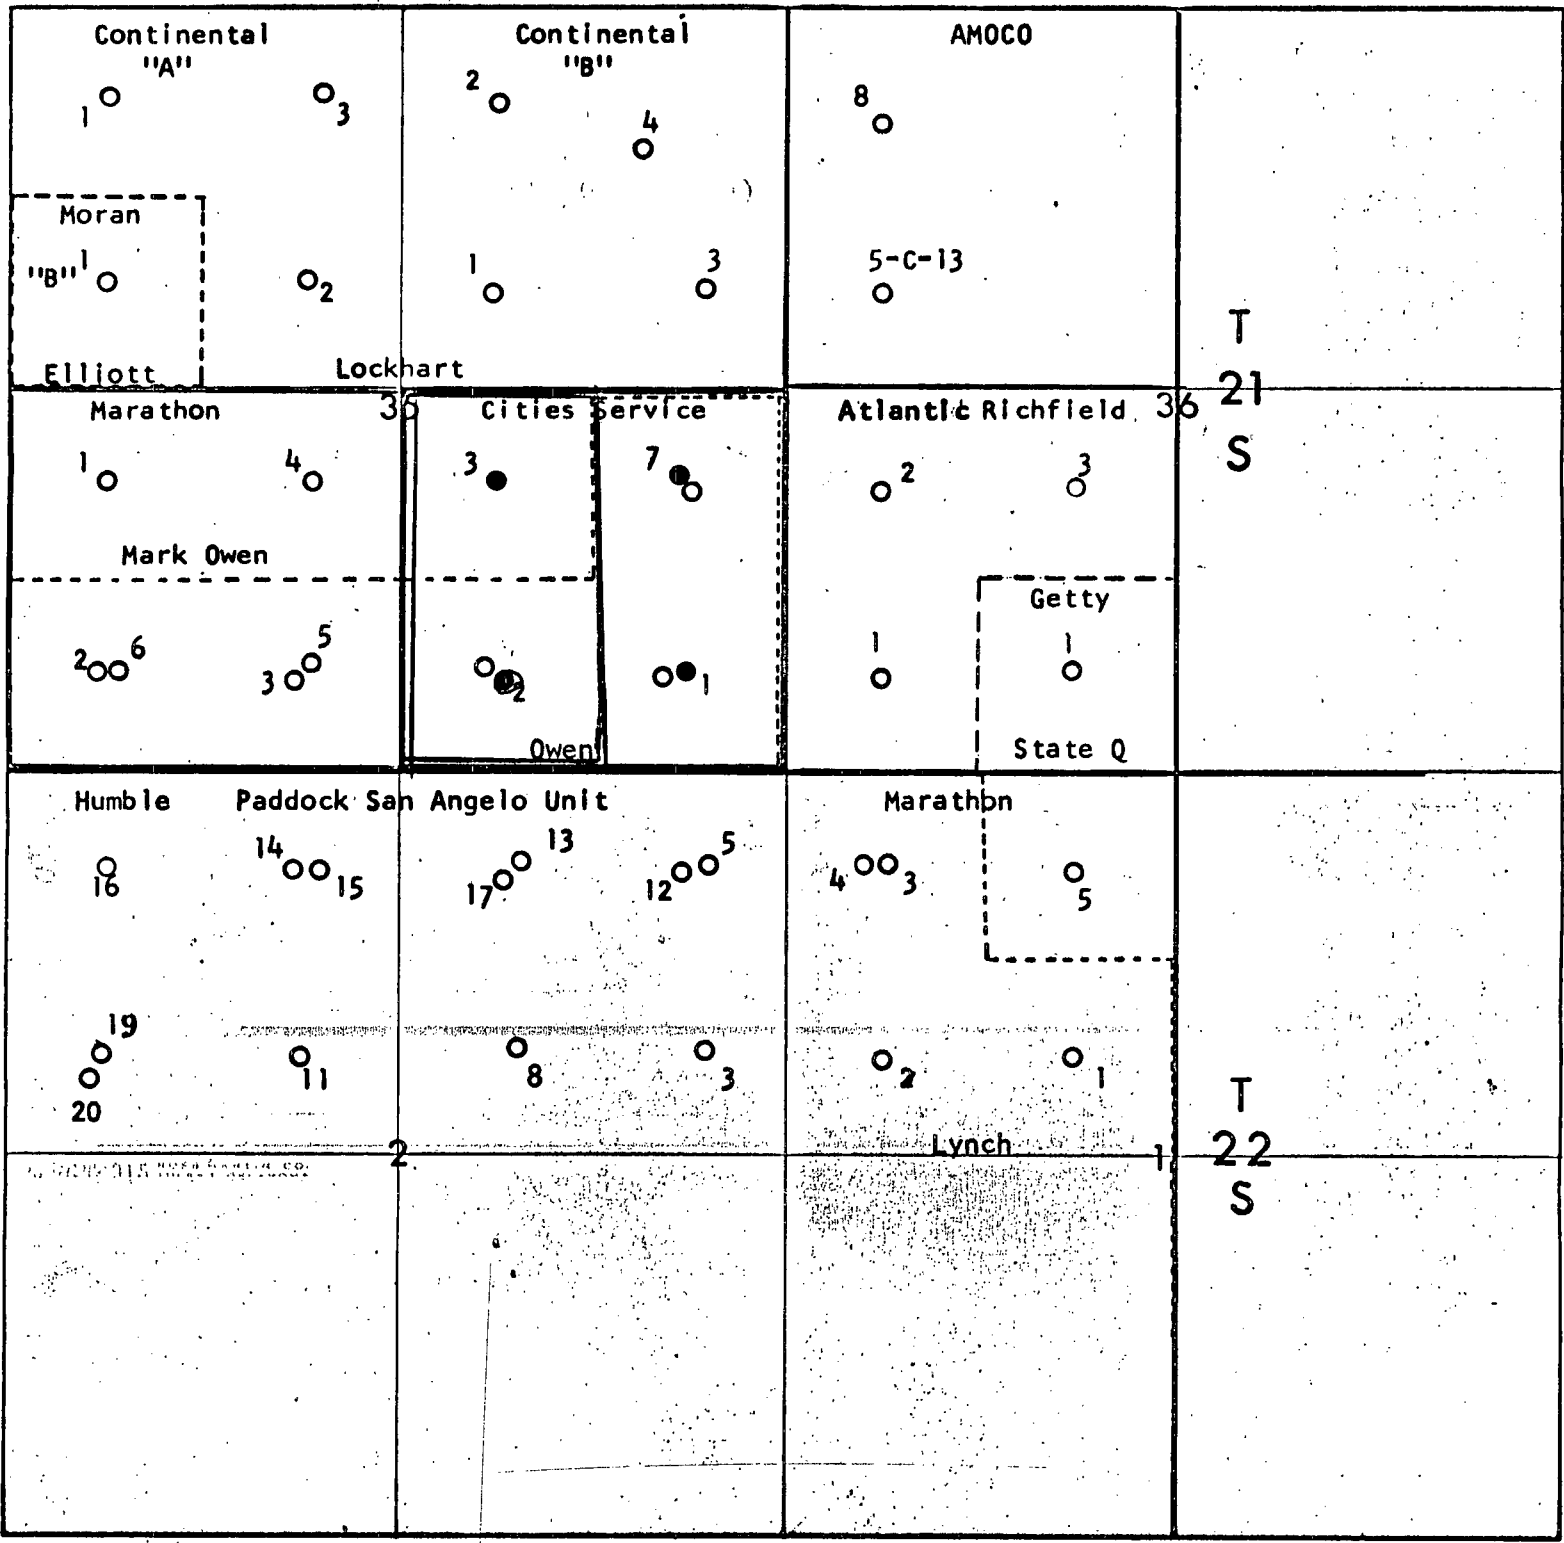 Continental
"A"
1
3
Continental
"B"
2
4
AMOCO
8
Moran
"B" 1
2
Elliott
Lockhart
1
3
5-C-13
T
21
S
Marathon
35
1
4
Mark Owen
2
6
3
5
Cities Service
3
7
2
1
Owen
Atlantic Richfield
36
2
3
1
Getty
1
State Q
Humble
Paddock San Angelo Unit
16
14
15
17
13
12
5
19
20
11
8
3
2
Marathon
4
3
5
2
1
Lynch
1
T
22
S